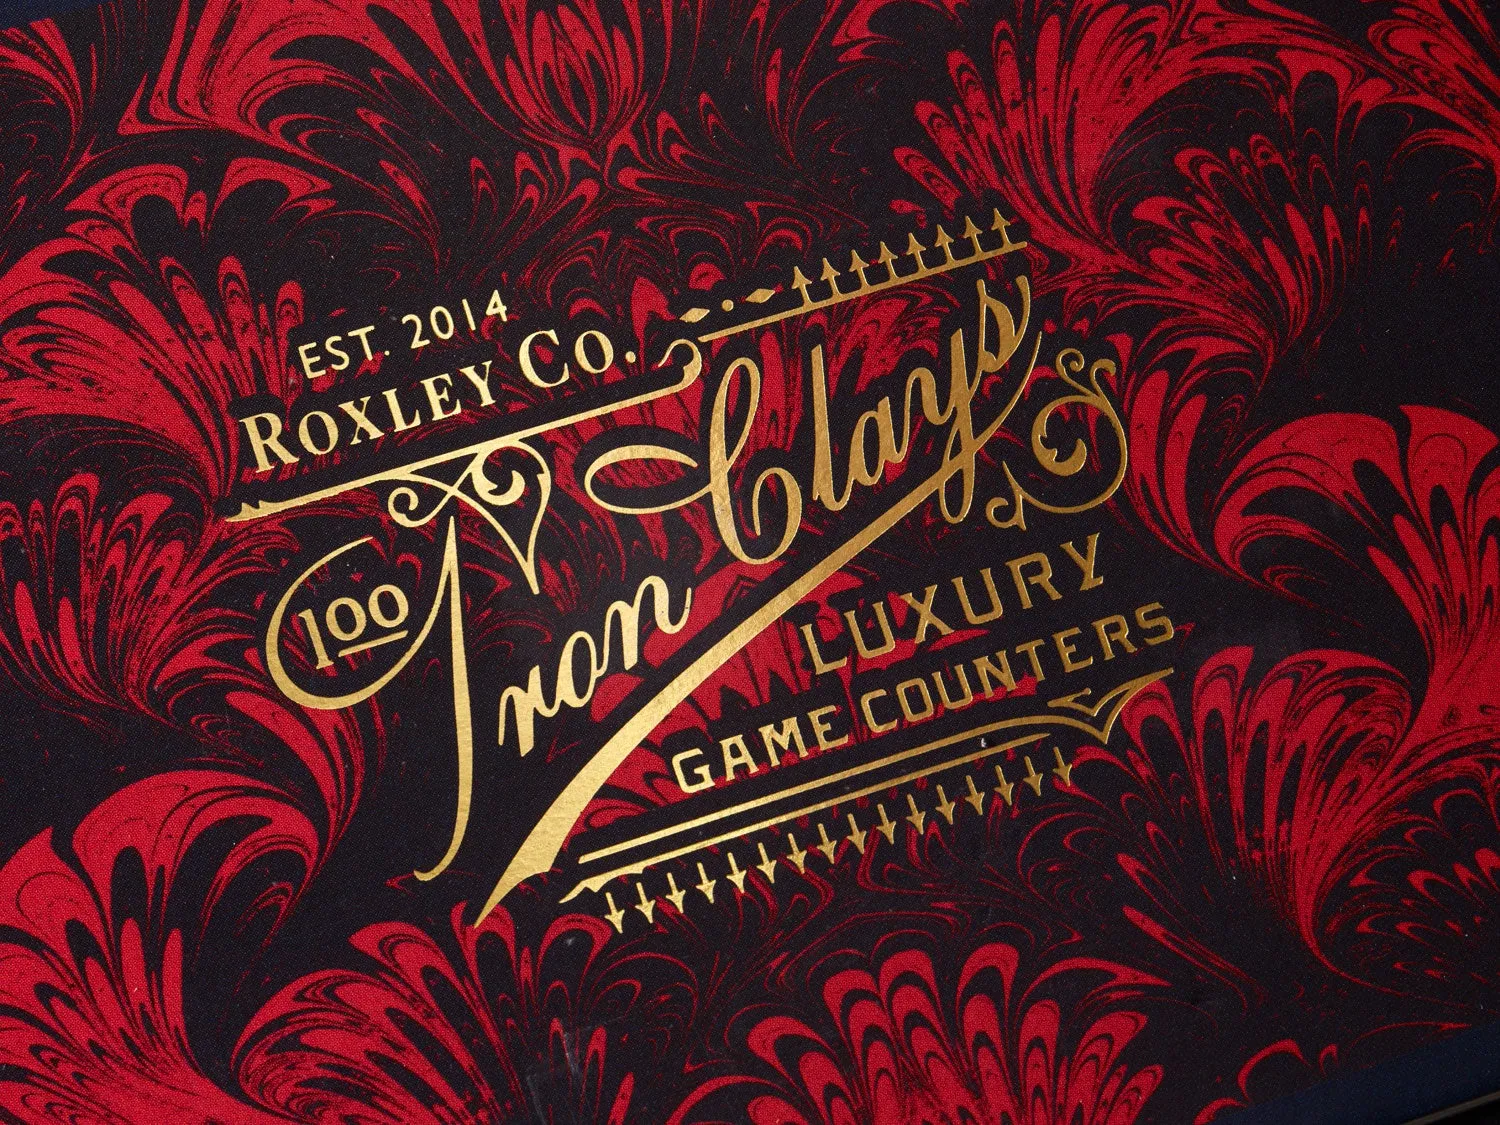 EST. 2014
ROXLEY CO.
100
Iron Clays
LUXURY
GAME COUNTERS